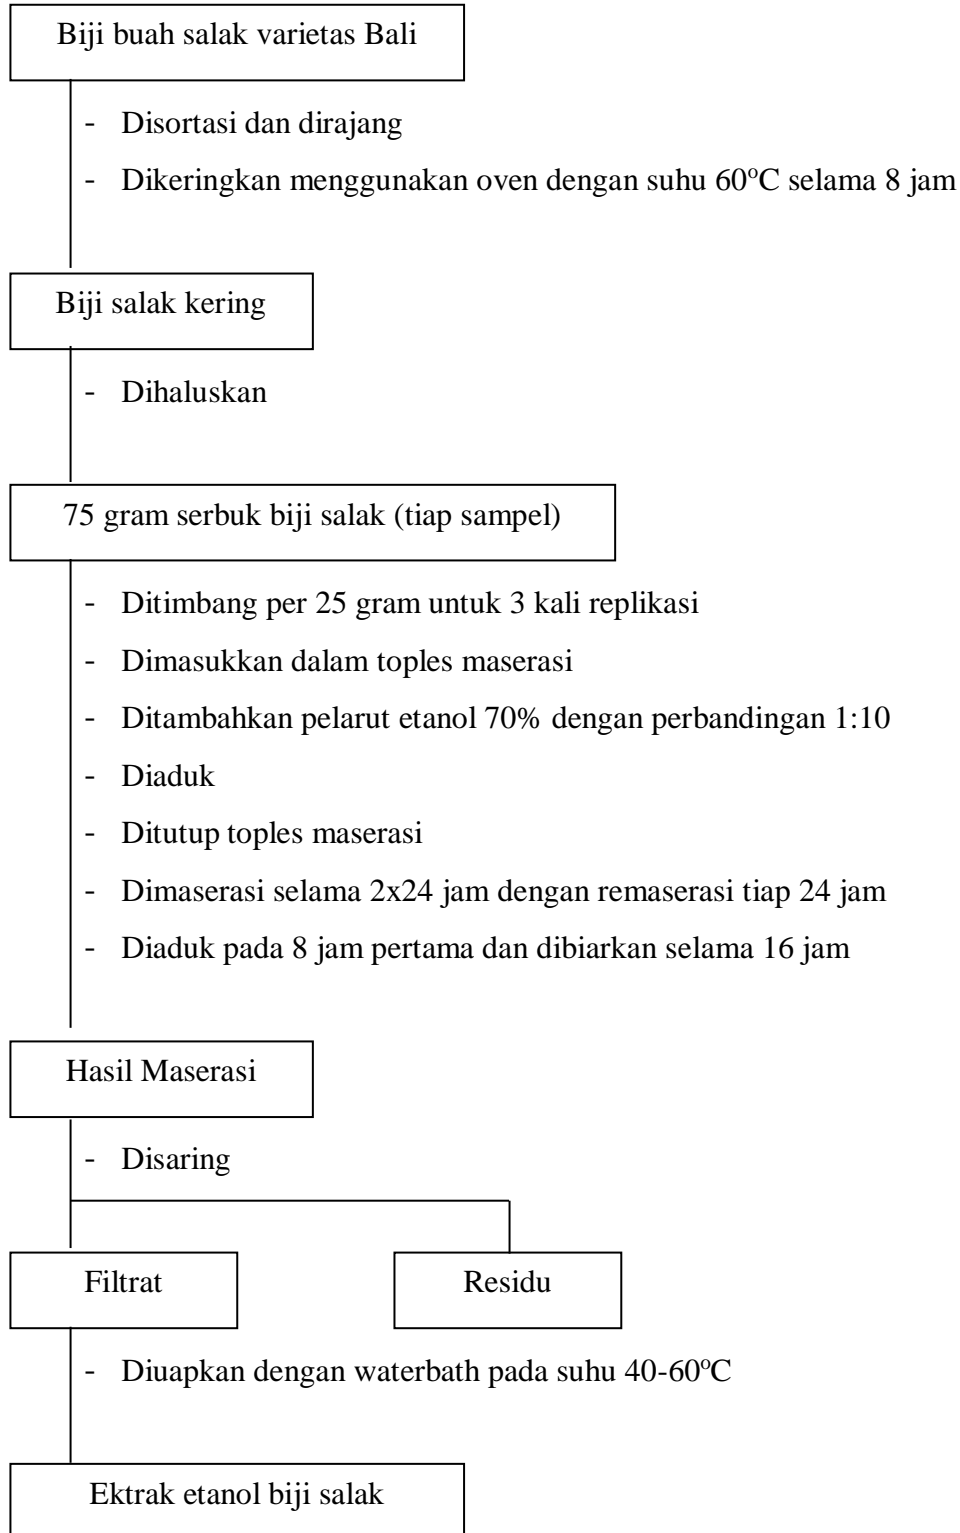 Biji buah salak varietas Bali
- Disortasi dan dirajang
- Dikeringkan menggunakan oven dengan suhu 60°C selama 8 jam
Biji salak kering
- Dihaluskan
75 gram serbuk biji salak (tiap sampel)
- Ditimbang per 25 gram untuk 3 kali replikasi
- Dimasukkan dalam toples maserasi
- Ditambahkan pelarut etanol 70% dengan perbandingan 1:10
- Diaduk
- Ditutup toples maserasi
- Dimaserasi selama 2x24 jam dengan remaserasi tiap 24 jam
- Diaduk pada 8 jam pertama dan dibiarkan selama 16 jam
Hasil Maserasi
- Disaring
Filtrat Residu
- Diuapkan dengan waterbath pada suhu 40-60°C
Ektrak etanol biji salak